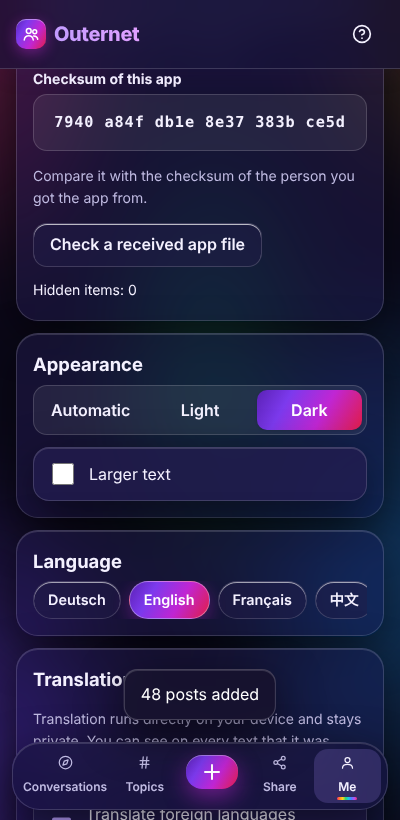 Outernet
Checksum of this app
7940 a84f db1e 8e37 383b ce5d
Compare it with the checksum of the person you
got the app from.
Check a received app file
Hidden items: 0
Appearance
Automatic Light Dark
Larger text
Language
Deutsch English Français 中文
Translation
48 posts added
Translation runs directly on your device and stays
private. You can see on every text that it was
Conversations Topics Share Me
Translate foreign languages